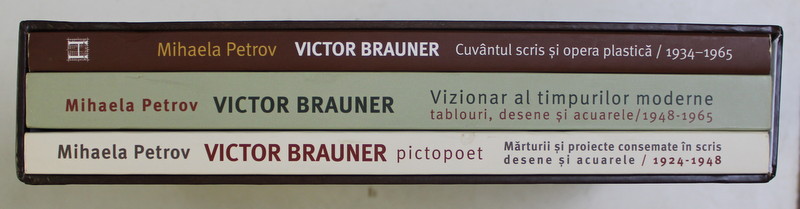 Mihaela Petrov VICTOR BRAUNER Cuvântul scris și opera plastică / 1934–1965
Mihaela Petrov VICTOR BRAUNER Vizionar al timpurilor moderne
tablouri, desene și acuarele/1948-1965
Mihaela Petrov VICTOR BRAUNER pictopoet Mărturii și proiecte consemate în scris
desene și acuarele / 1924-1948